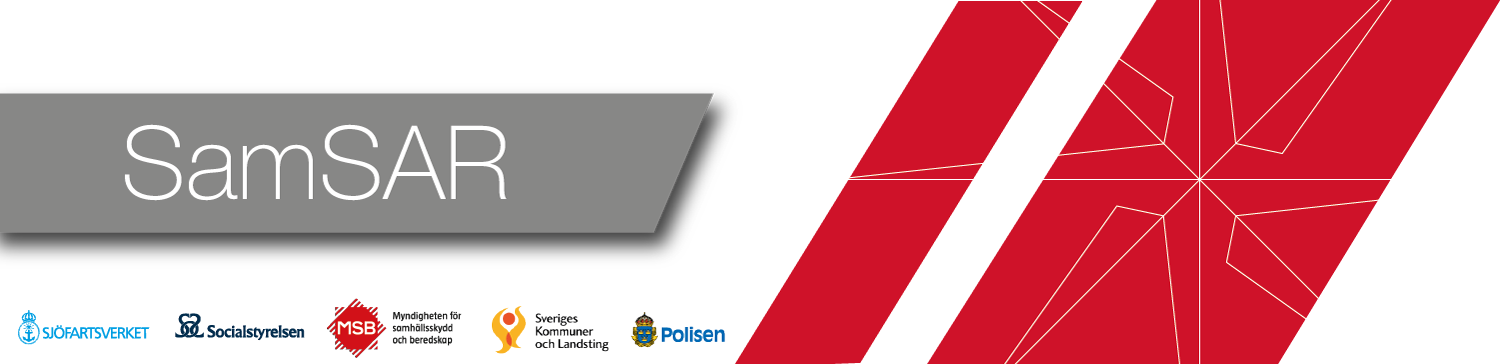 SamSAR
SJÖFARTSVERKET
Socialstyrelsen
MSB
Myndigheten för
samhällsskydd
och beredskap
Sveriges
Kommuner
och Landsting
Polisen